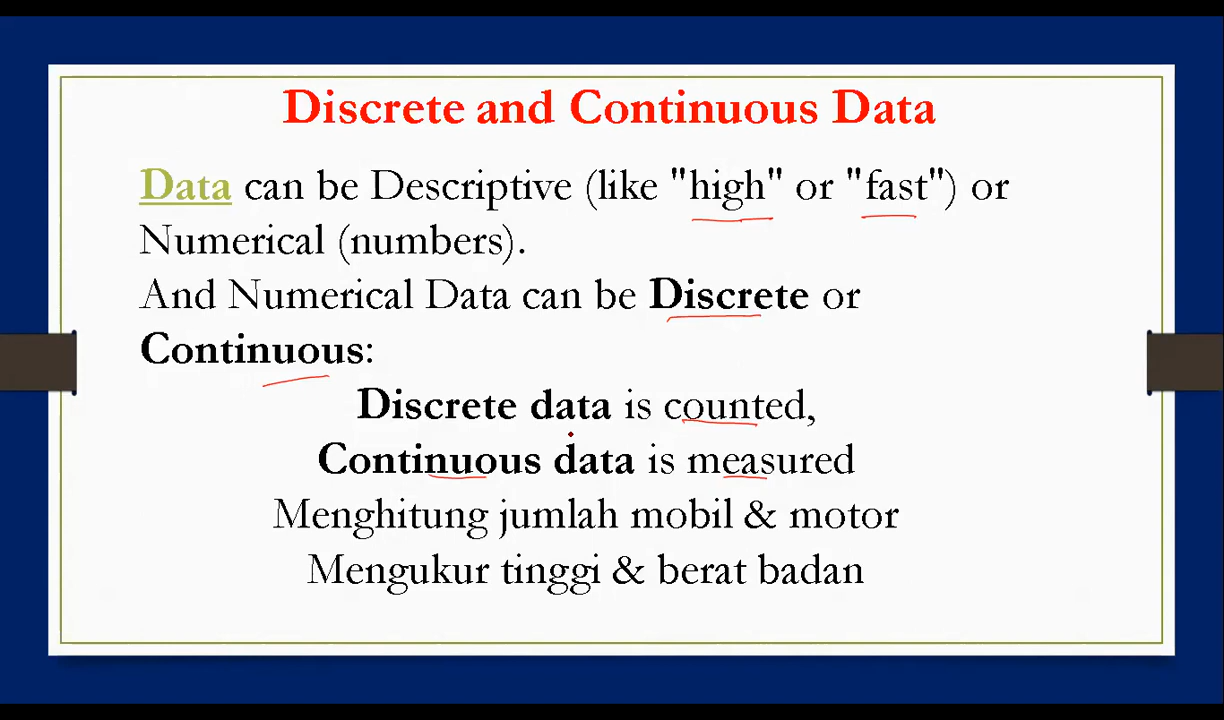 Discrete and Continuous Data
Data can be Descriptive (like "high" or "fast") or
Numerical (numbers).
And Numerical Data can be Discrete or
Continuous:
Discrete data is counted,
Continuous data is measured
Menghitung jumlah mobil & motor
Mengukur tinggi & berat badan